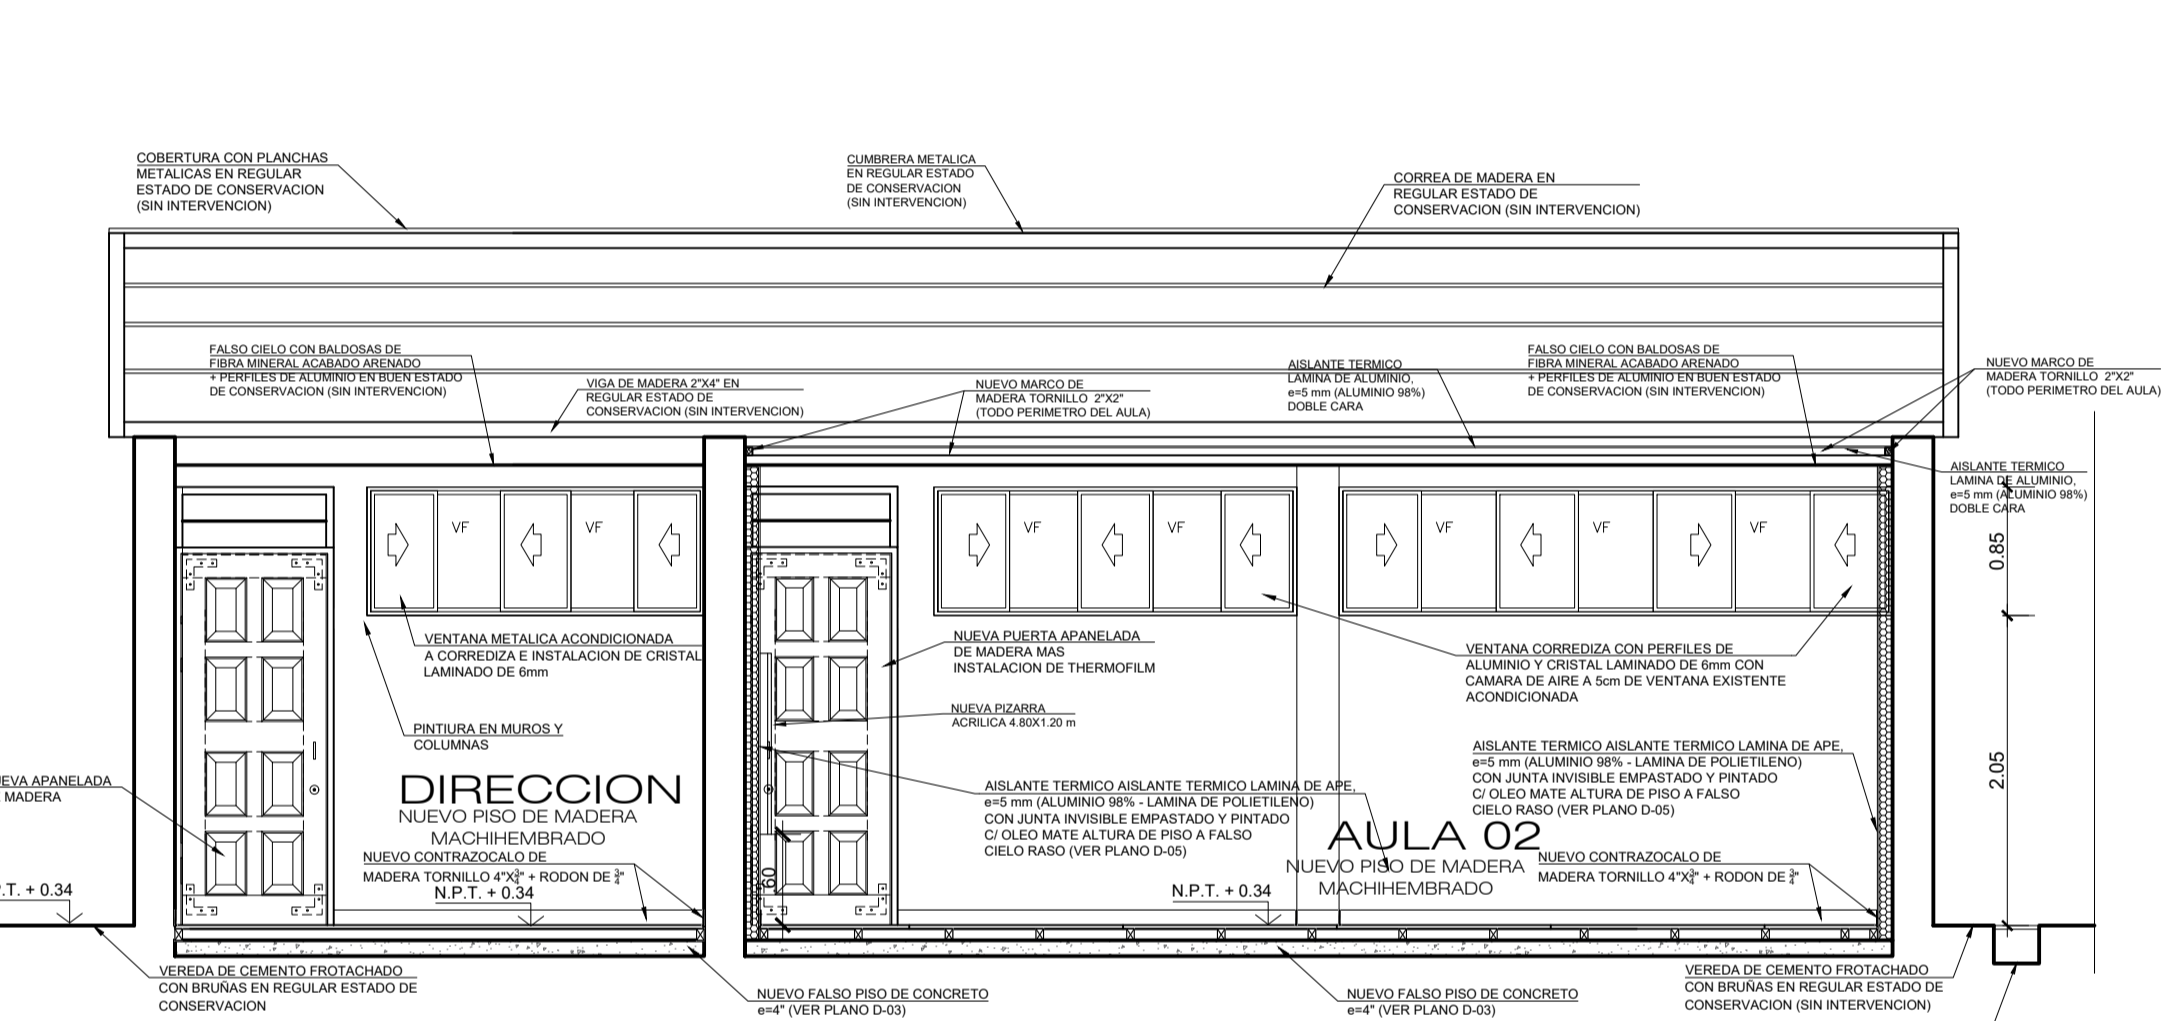 COBERTURA CON PLANCHAS
METALICAS EN REGULAR
ESTADO DE CONSERVACION
(SIN INTERVENCION)
CUMBRERA METALICA
EN REGULAR ESTADO
DE CONSERVACION
(SIN INTERVENCION)
CORREA DE MADERA EN
REGULAR ESTADO DE
CONSERVACION (SIN INTERVENCION)
FALSO CIELO CON BALDOSAS DE
FIBRA MINERAL ACABADO ARENADO
+ PERFILES DE ALUMINIO EN BUEN ESTADO
DE CONSERVACION (SIN INTERVENCION)
VIGA DE MADERA 2"X4" EN
REGULAR ESTADO DE
CONSERVACION (SIN INTERVENCION)
NUEVO MARCO DE
MADERA TORNILLO 2"X2"
(TODO PERIMETRO DEL AULA)
AISLANTE TERMICO
LAMINA DE ALUMINIO,
e=5 mm (ALUMINIO 98%)
DOBLE CARA
FALSO CIELO CON BALDOSAS DE
FIBRA MINERAL ACABADO ARENADO
+ PERFILES DE ALUMINIO EN BUEN ESTADO
DE CONSERVACION (SIN INTERVENCION)
NUEVO MARCO DE
MADERA TORNILLO 2"X2"
(TODO PERIMETRO DEL AULA)
AISLANTE TERMICO
LAMINA DE ALUMINIO,
e=5 mm (ALUMINIO 98%)
DOBLE CARA
VF
VF
VF
VF
VF
VF
VF
0.85
2.05
VENTANA METALICA ACONDICIONADA
A CORREDIZA E INSTALACION DE CRISTAL
LAMINADO DE 6mm
NUEVA PUERTA APANELADA
DE MADERA MAS
INSTALACION DE THERMOFILM
VENTANA CORREDIZA CON PERFILES DE
ALUMINIO Y CRISTAL LAMINADO DE 6mm CON
CAMARA DE AIRE A 5cm DE VENTANA EXISTENTE
ACONDICIONADA
NUEVA PIZARRA
ACRILICA 4.80X1.20 m
PINTIURA EN MUROS Y
COLUMNAS
UEVA APANELADA
MADERA
DIRECCION
NUEVO PISO DE MADERA
MACHIHEMBRADO
AISLANTE TERMICO AISLANTE TERMICO LAMINA DE APE,
e=5 mm (ALUMINIO 98% - LAMINA DE POLIETILENO)
CON JUNTA INVISIBLE EMPASTADO Y PINTADO
C/ OLEO MATE ALTURA DE PISO A FALSO
CIELO RASO (VER PLANO D-05)
AISLANTE TERMICO AISLANTE TERMICO LAMINA DE APE,
e=5 mm (ALUMINIO 98% - LAMINA DE POLIETILENO)
CON JUNTA INVISIBLE EMPASTADO Y PINTADO
C/ OLEO MATE ALTURA DE PISO A FALSO
CIELO RASO (VER PLANO D-05)
AULA 02
NUEVO PISO DE MADERA
MACHIHEMBRADO
NUEVO CONTRAZOCALO DE
MADERA TORNILLO 4"X¾" + RODON DE ¾"
N.P.T. + 0.34
.60
N.P.T. + 0.34
NUEVO CONTRAZOCALO DE
MADERA TORNILLO 4"X¾" + RODON DE ¾"
P.T. + 0.34
VEREDA DE CEMENTO FROTACHADO
CON BRUÑAS EN REGULAR ESTADO DE
CONSERVACION
NUEVO FALSO PISO DE CONCRETO
e=4" (VER PLANO D-03)
NUEVO FALSO PISO DE CONCRETO
e=4" (VER PLANO D-03)
VEREDA DE CEMENTO FROTACHADO
CON BRUÑAS EN REGULAR ESTADO DE
CONSERVACION (SIN INTERVENCION)